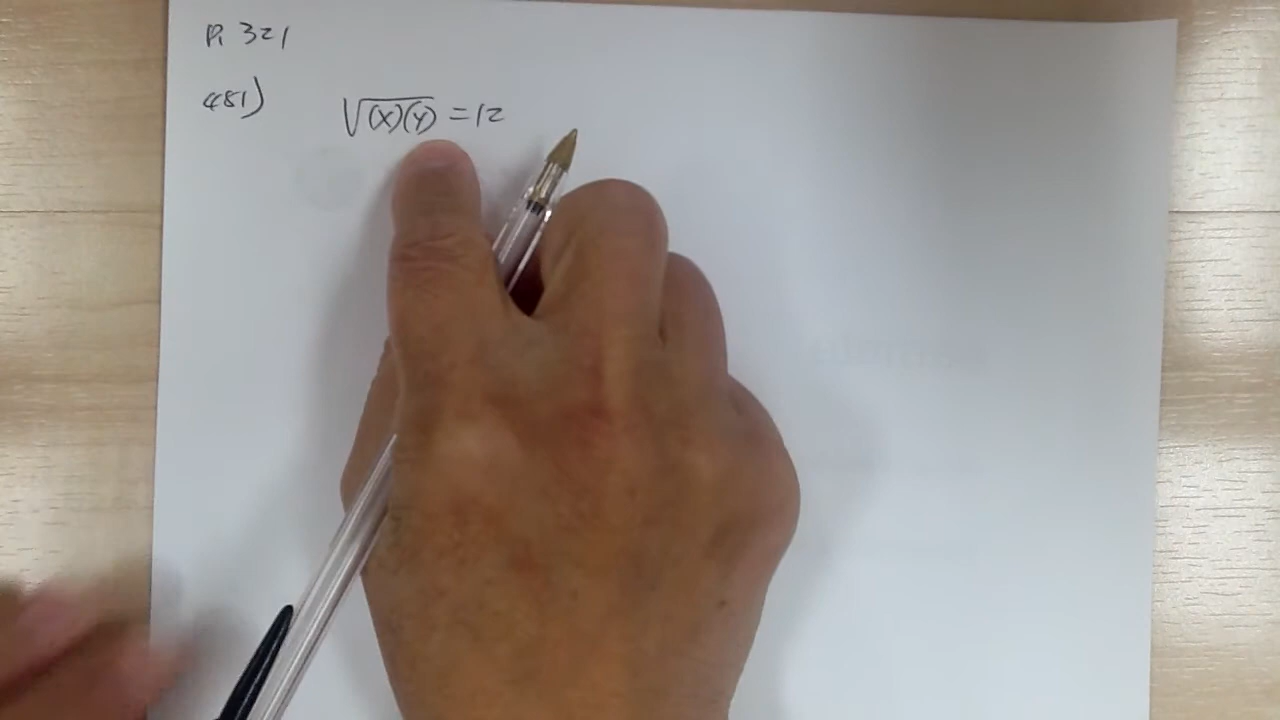 P. 321
481) √(x)(y) = 12